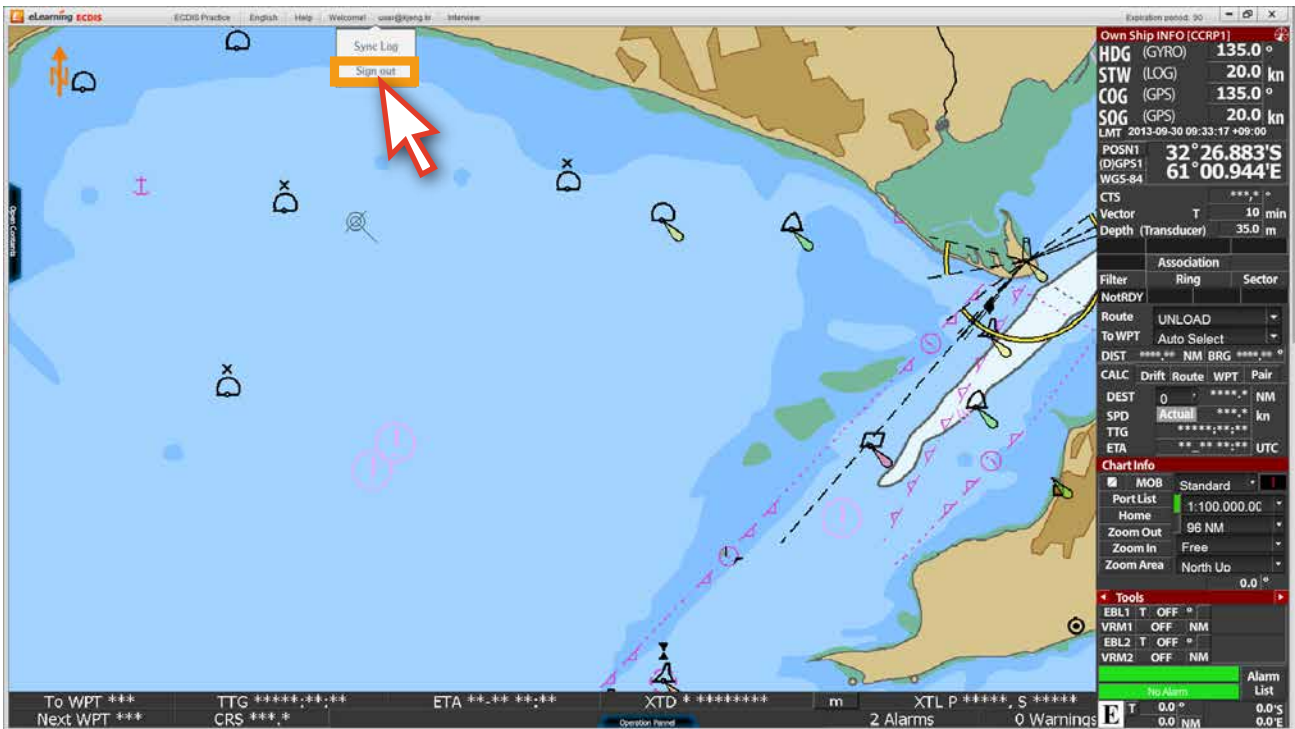 eLearning ECDIS ECDIS Practice English Help Welcome! user@kjeng.kr Interview Expiration period: 90
Sync Log
Sign out
N
Open Contents
Own Ship INFO [CCRP1]
HDG (GYRO) 135.0 °
STW (LOG) 20.0 kn
COG (GPS) 135.0 °
SOG (GPS) 20.0 kn
LMT 2013-09-30 09:33:17 +09:00
POSN1 32°26.883'S
(D)GPS1
WGS-84 61°00.944'E
CTS ***.* °
Vector T 10 min
Depth (Transducer) 35.0 m
Association
Filter Ring Sector
NotRDY
Route UNLOAD
To WPT Auto Select
DIST ****.** NM BRG ****.** °
CALC Drift Route WPT Pair
DEST 0 ****.* NM
SPD Actual ***.* kn
TTG *****:**:**
ETA **_** **:** UTC
Chart Info
MOB Standard
Port List 1:100.000.0C
Home
Zoom Out 96 NM
Zoom In Free
Zoom Area North Up
0.0 °
Tools
EBL1 T OFF °
VRM1 OFF NM
EBL2 T OFF °
VRM2 OFF NM
Alarm
No Alarm List
E T 0.0 ° 0.0'S
0.0 NM 0.0'E
To WPT *** TTG *****:**:** ETA **-** **:** XTD * ******** m XTL P *****, S *****
Next WPT *** CRS ***.* Operation Pannel 2 Alarms 0 Warnings